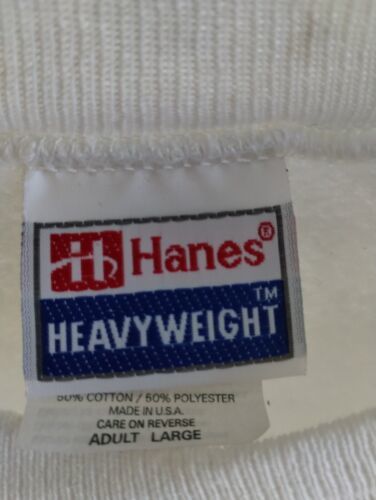 Hanes®
HEAVYWEIGHT™
50% COTTON / 50% POLYESTER
MADE IN U.S.A.
CARE ON REVERSE
ADULT LARGE